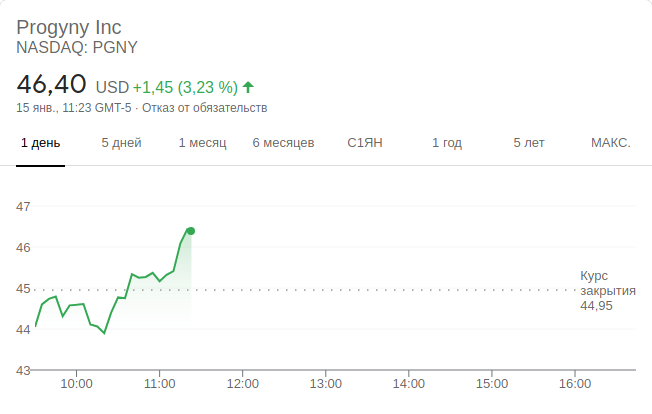 Progyny Inc
NASDAQ: PGNY
46,40 USD +1,45 (3,23 %)
15 янв., 11:23 GMT-5 · Отказ от обязательств
1 день 5 дней 1 месяц 6 месяцев С1ЯН 1 год 5 лет МАКС.
47
46
45
44
43
Курс
закрытия
44,95
10:00 11:00 12:00 13:00 14:00 15:00 16:00